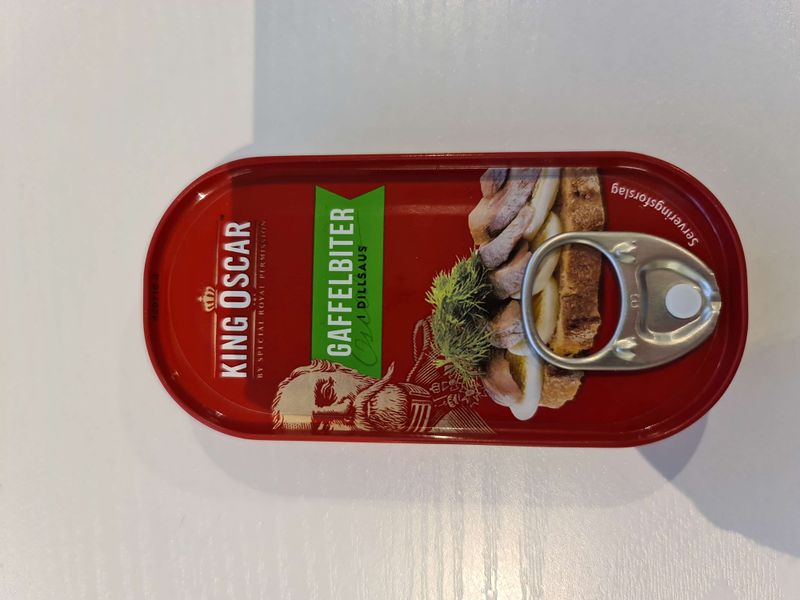 KING OSCAR
BY SPECIAL ROYAL PERMISSION
GAFFELBITER
I DILLSAUS
Serveringsforslag